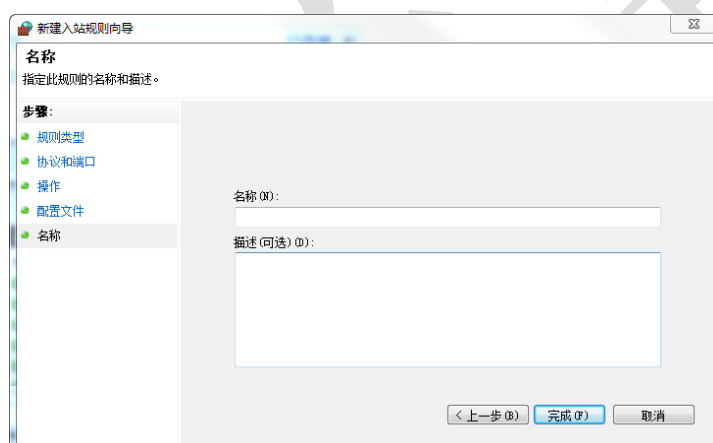 新建入站规则向导
名称
指定此规则的名称和描述。
步骤:
规则类型
协议和端口
操作
配置文件
名称
名称(N):
描述(可选)(D):
< 上一步(B) 完成(F) 取消